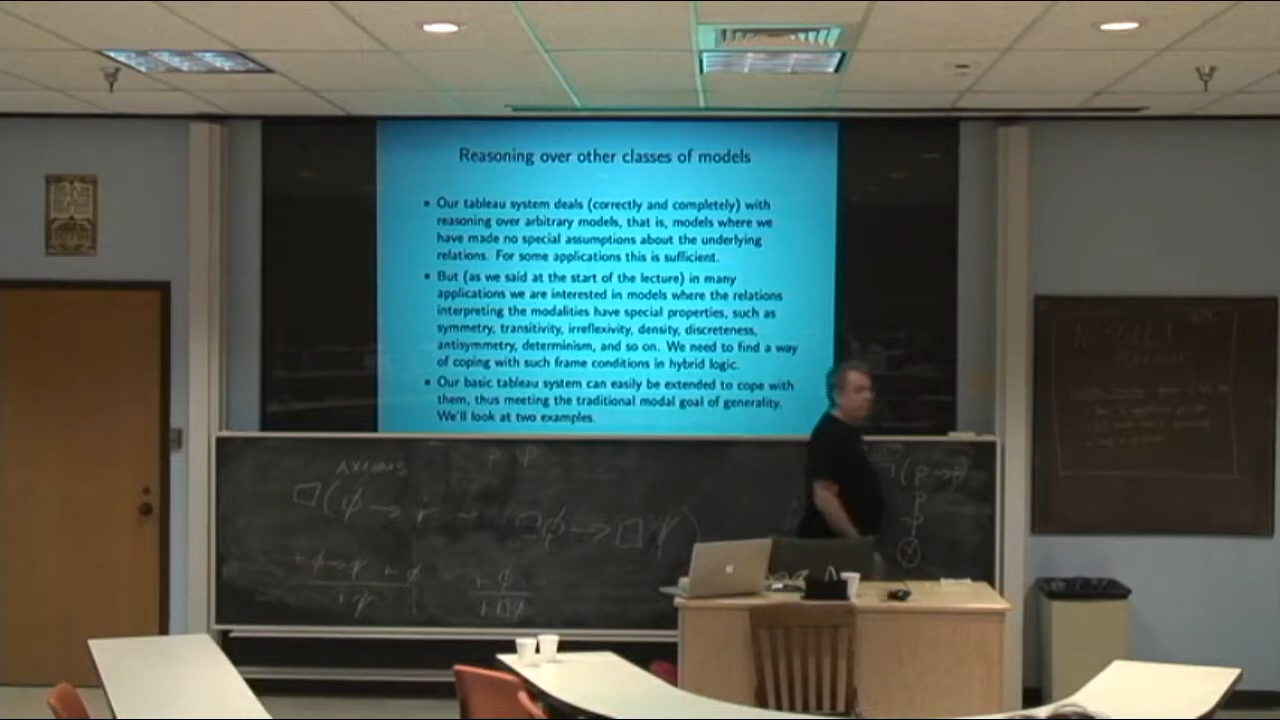 Reasoning over other classes of models
• Our tableau system deals (correctly and completely) with
reasoning over arbitrary models, that is, models where we
have made no special assumptions about the underlying
relations. For some applications this is sufficient.
• But (as we said at the start of the lecture) in many
applications we are interested in models where the relations
interpreting the modalities have special properties, such as
symmetry, transitivity, irreflexivity, density, discreteness,
antisymmetry, determinism, and so on. We need to find a way
of coping with such frame conditions in hybrid logic.
• Our basic tableau system can easily be extended to cope with
them, thus meeting the traditional modal goal of generality.
We'll look at two examples.
AXIOMS